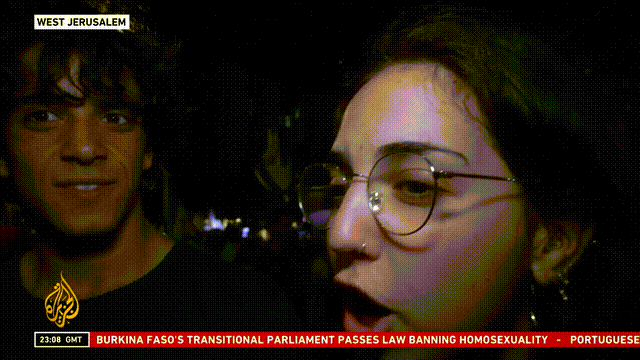 WEST JERUSALEM
23:08 GMT BURKINA FASO'S TRANSITIONAL PARLIAMENT PASSES LAW BANNING HOMOSEXUALITY - PORTUGUESE